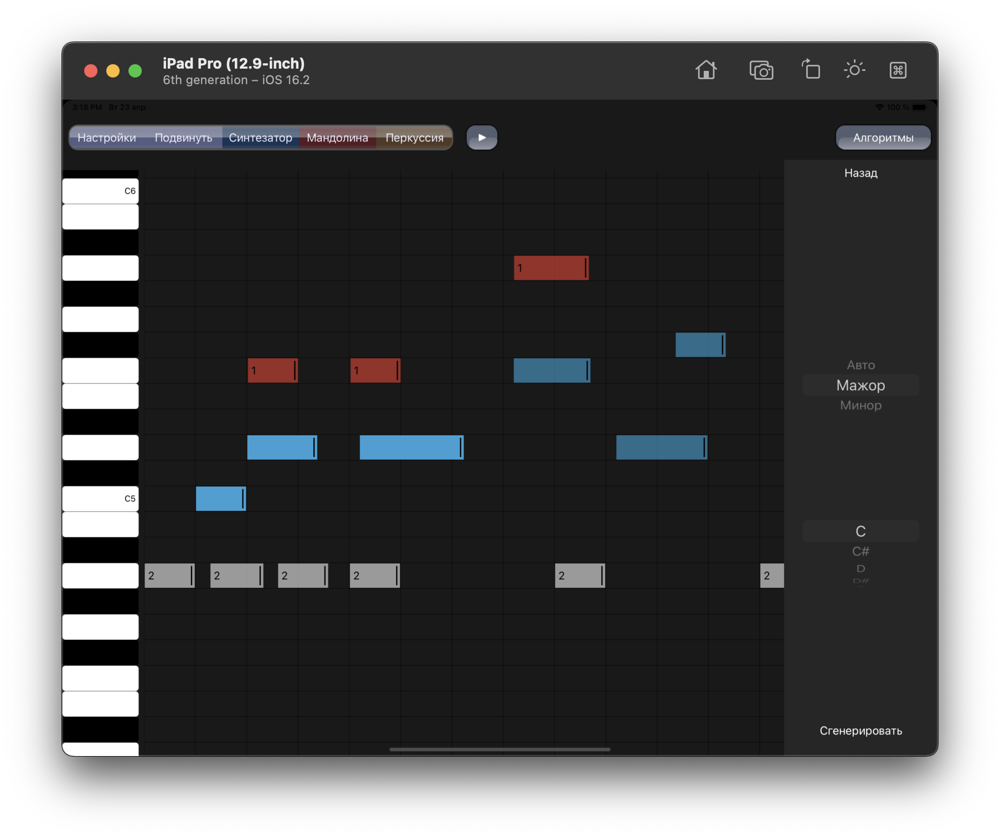 iPad Pro (12.9-inch)
6th generation – iOS 16.2
3:18 PM Вт 23 апр.
100 %
Настройки Подвинуть Синтезатор Мандолина Перкуссия
Алгоритмы
Назад
C6
1
1 1
Авто
Мажор
Минор
C5
C
C#
D
D#
2 2 2 2 2 2
Сгенерировать